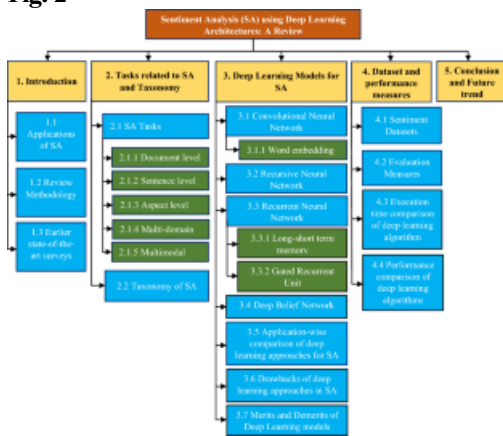 Fig. 2
Sentiment Analysis (SA) using Deep Learning
Architectures: A Review
1. Introduction
1.1
Applications
of SA
1.2 Review
Methodology
1.3 Earlier
state-of-the-
art surveys
2. Tasks related to SA
and Taxonomy
2.1 SA Tasks
2.1.1 Document level
2.1.2 Sentence level
2.1.3 Aspect level
2.1.4 Multi-domain
2.1.5 Multimodal
2.2 Taxonomy of SA
3. Deep Learning Models for
SA
3.1 Convolutional Neural
Network
3.1.1 Word embedding
3.2 Recursive Neural
Network
3.3 Recurrent Neural
Network
3.3.1 Long-short term
memory
3.3.2 Gated Recurrent
Unit
3.4 Deep Belief Network
3.5 Application-wise
comparison of deep
learning approaches for SA
3.6 Drawbacks of deep
learning approaches in SA
3.7 Merits and Demerits of
Deep Learning models
4. Dataset and
performance
measures
4.1 Sentiment
Datasets
4.2 Evaluation
Measures
4.3 Execution
time comparison
of deep learning
algorithm
4.4 Performance
comparison of
deep learning
algorithms
5. Conclusion
and Future
trend